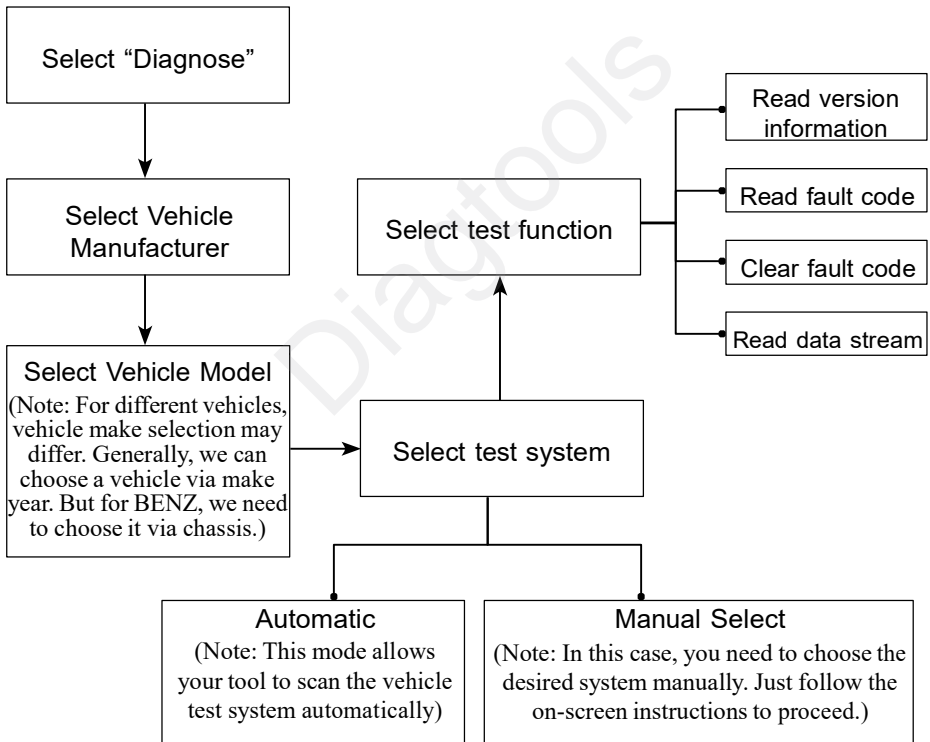 Select “Diagnose”
Select Vehicle
Manufacturer
Select Vehicle Model
(Note: For different vehicles,
vehicle make selection may
differ. Generally, we can
choose a vehicle via make
year. But for BENZ, we need
to choose it via chassis.)
Select test system
Automatic
(Note: This mode allows
your tool to scan the vehicle
test system automatically)
Manual Select
(Note: In this case, you need to choose the
desired system manually. Just follow the
on-screen instructions to proceed.)
Select test function
Read version
information
Read fault code
Clear fault code
Read data stream
Diagtools